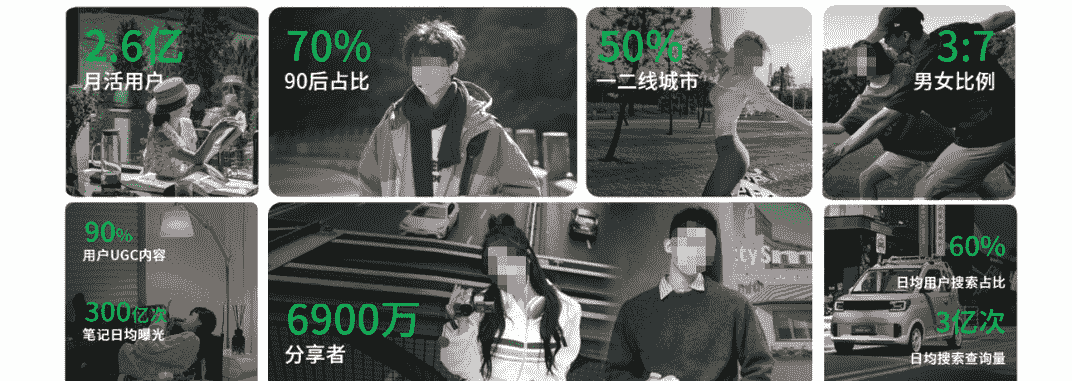 2.6亿
月活用户
70%
90后占比
50%
一二线城市
3:7
男女比例
90%
用户UGC内容
300亿次
笔记日均曝光
6900万
分享者
60%
日均用户搜索占比
3亿次
日均搜索查询量